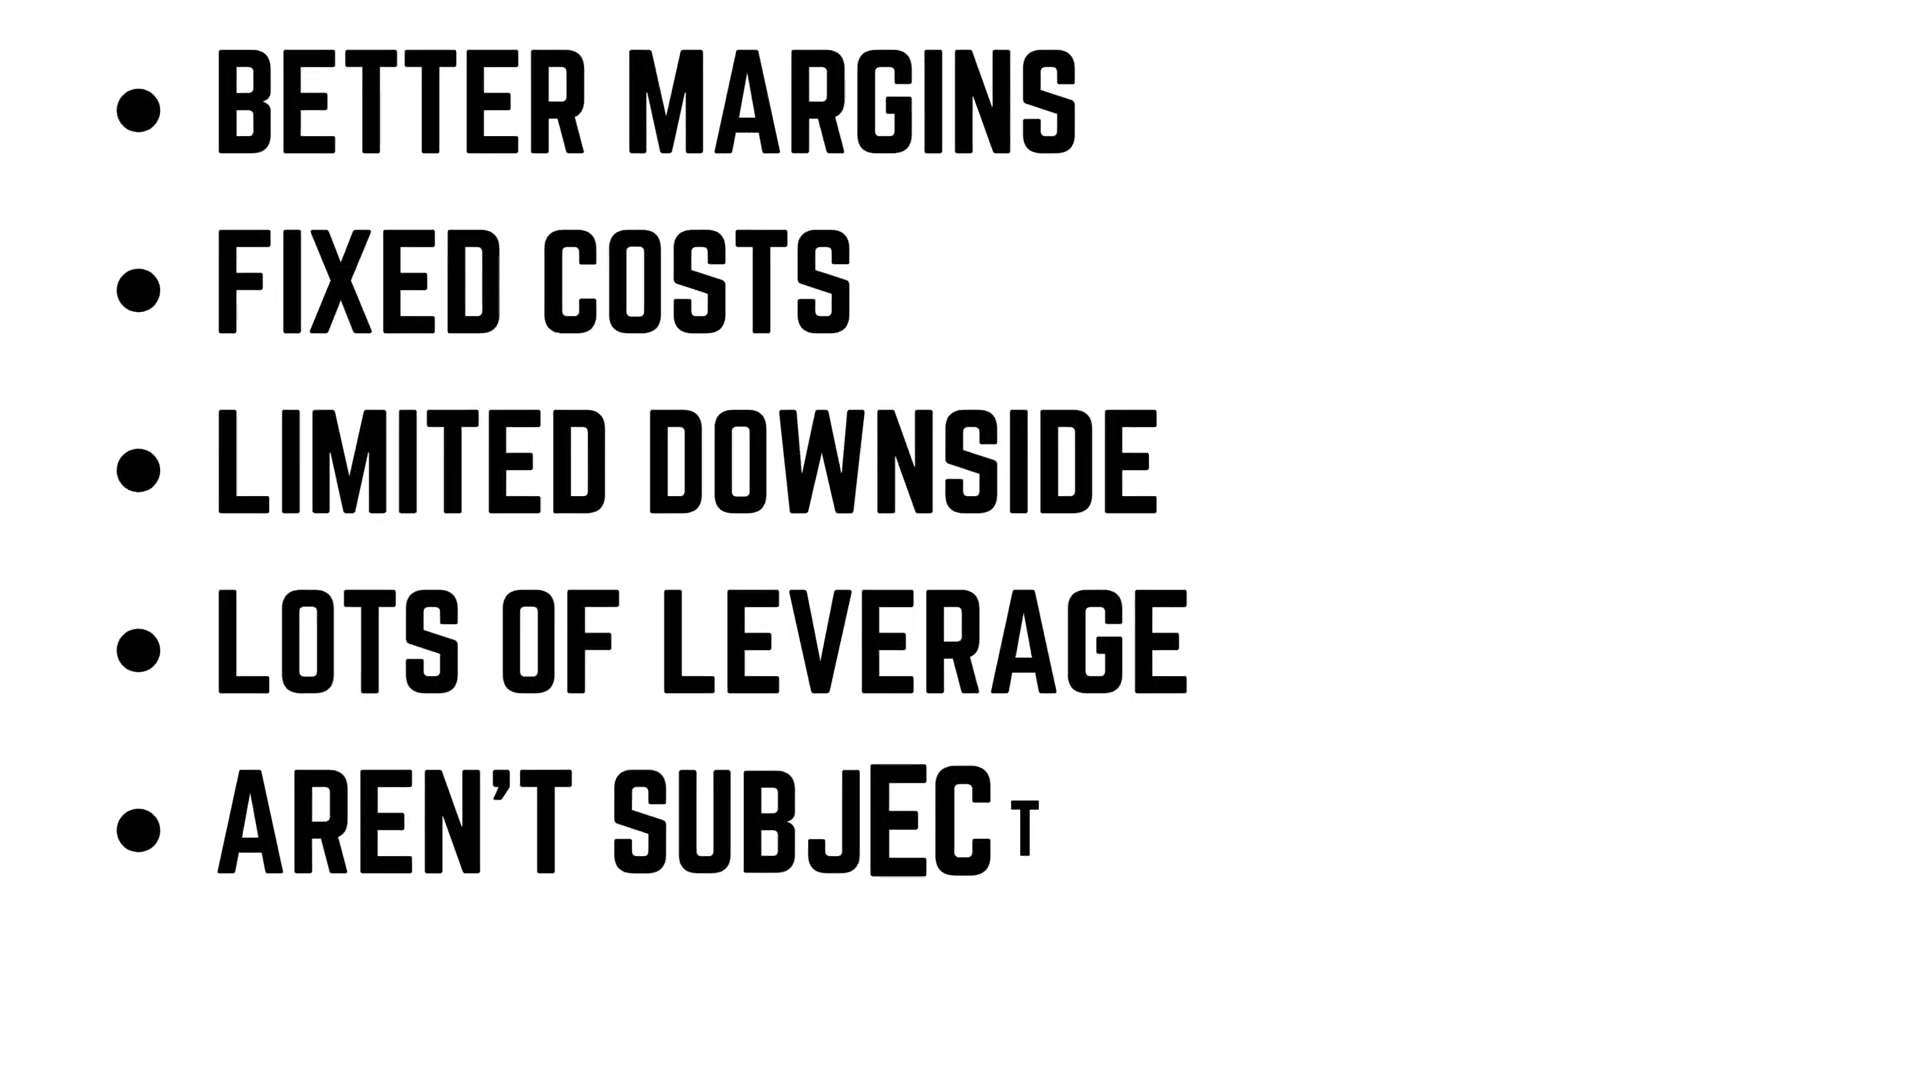 • BETTER MARGINS
• FIXED COSTS
• LIMITED DOWNSIDE
• LOTS OF LEVERAGE
• AREN’T SUBJECT